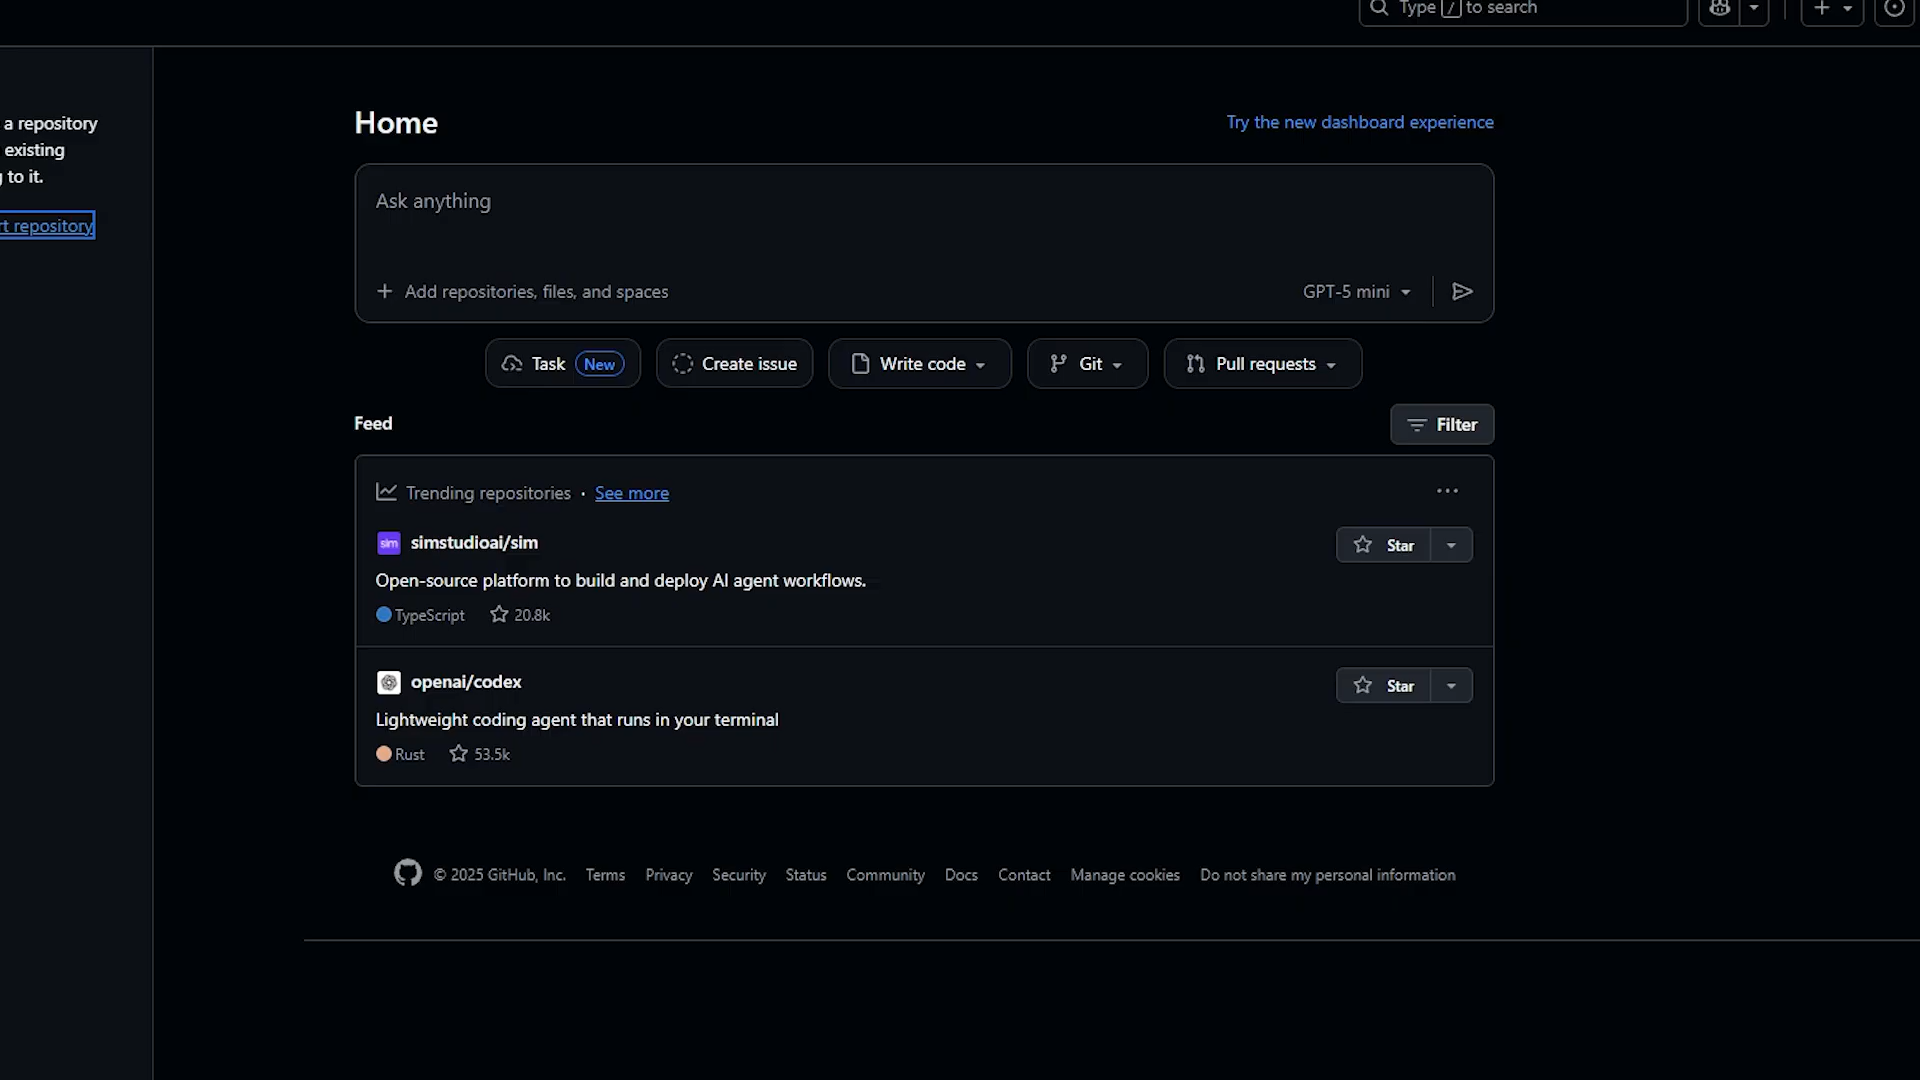 Type / to search
a repository
existing
to it.
rt repository
Home
Try the new dashboard experience
Ask anything
Add repositories, files, and spaces
GPT-5 mini
Task New
Create issue
Write code
Git
Pull requests
Feed
Filter
Trending repositories · See more
sim
simstudioai/sim
Star
Open-source platform to build and deploy AI agent workflows.
TypeScript 20.8k
openai/codex
Star
Lightweight coding agent that runs in your terminal
Rust 53.5k
© 2025 GitHub, Inc. Terms Privacy Security Status Community Docs Contact Manage cookies Do not share my personal information